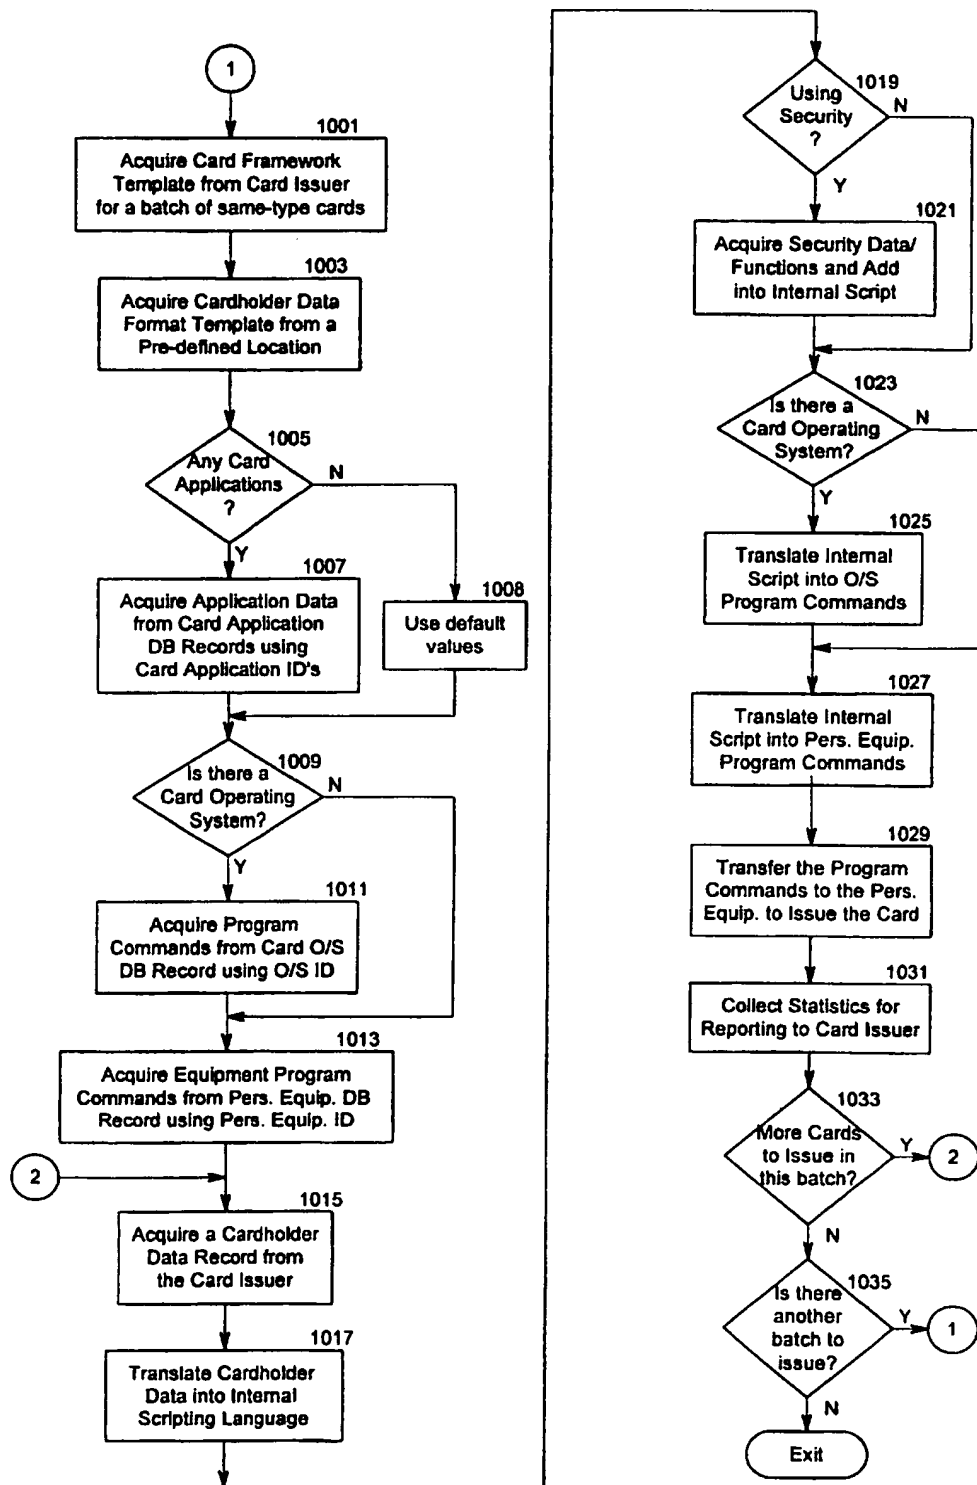 1
1001
Acquire Card Framework
Template from Card Issuer
for a batch of same-type cards
1003
Acquire Cardholder Data
Format Template from a
Pre-defined Location
1005
Any Card
Applications
?
N
Y
1007
Acquire Application Data
from Card Application
DB Records using
Card Application ID's
1008
Use default
values
1009
Is there a
Card Operating
System?
N
Y
1011
Acquire Program
Commands from Card O/S
DB Record using O/S ID
1013
Acquire Equipment Program
Commands from Pers. Equip. DB
Record using Pers. Equip. ID
2
1015
Acquire a Cardholder
Data Record from
the Card Issuer
1017
Translate Cardholder
Data into Internal
Scripting Language
1019
Using
Security
?
N
Y
1021
Acquire Security Data/
Functions and Add
into Internal Script
1023
Is there a
Card Operating
System?
N
Y
1025
Translate Internal
Script into O/S
Program Commands
1027
Translate Internal
Script into Pers. Equip.
Program Commands
1029
Transfer the Program
Commands to the Pers.
Equip. to Issue the Card
1031
Collect Statistics for
Reporting to Card Issuer
1033
More Cards
to Issue in
this batch?
Y
2
N
1035
Is there
another
batch to
issue?
Y
1
N
Exit